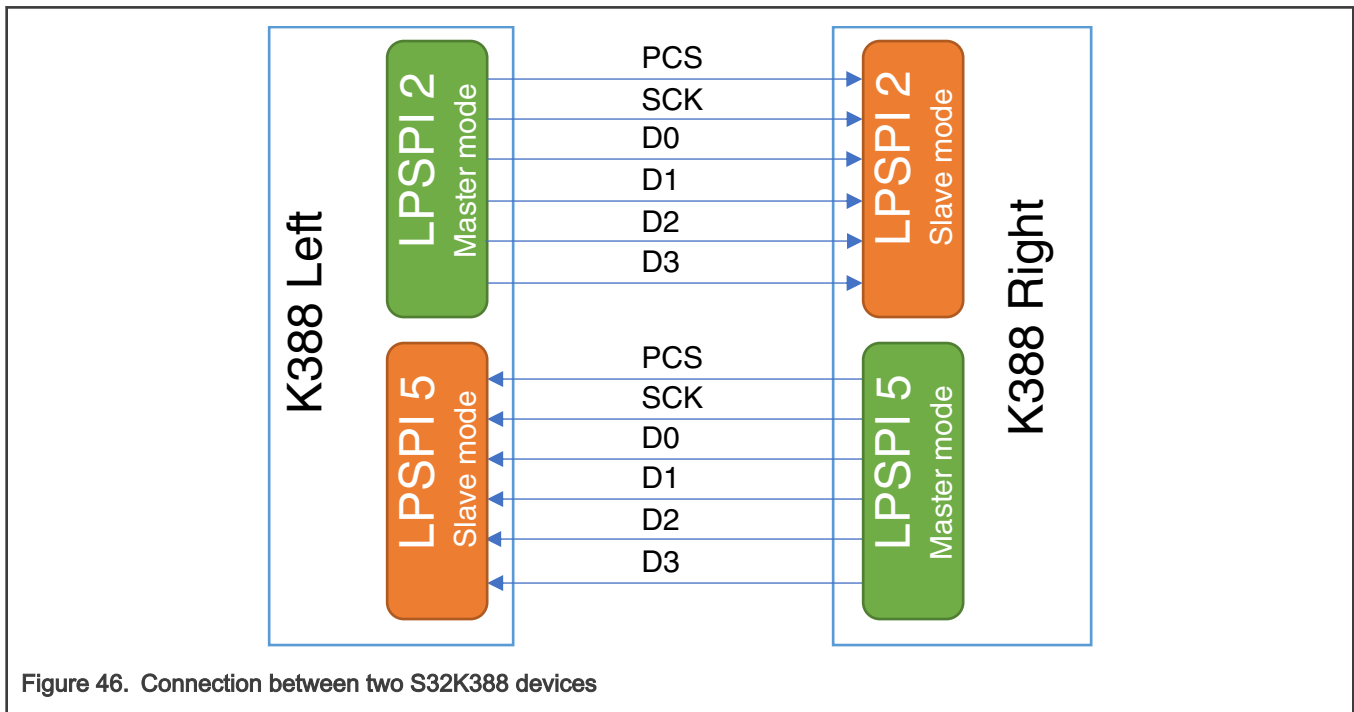 K388 Left
LPSPI 2
Master mode
PCS
SCK
D0
D1
D2
D3
LPSPI 2
Slave mode
K388 Right
LPSPI 5
Slave mode
PCS
SCK
D0
D1
D2
D3
LPSPI 5
Master mode
Figure 46. Connection between two S32K388 devices